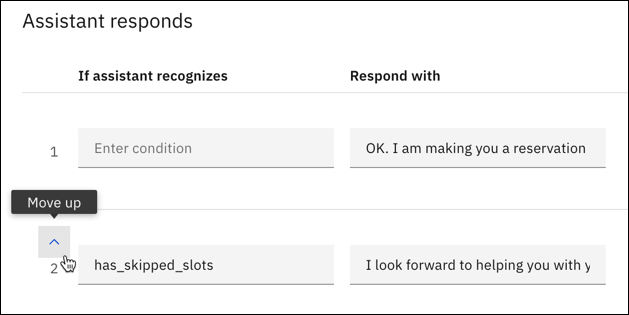 Assistant responds
If assistant recognizes Respond with
1 Enter condition OK. I am making you a reservation
Move up
2 has_skipped_slots I look forward to helping you with y